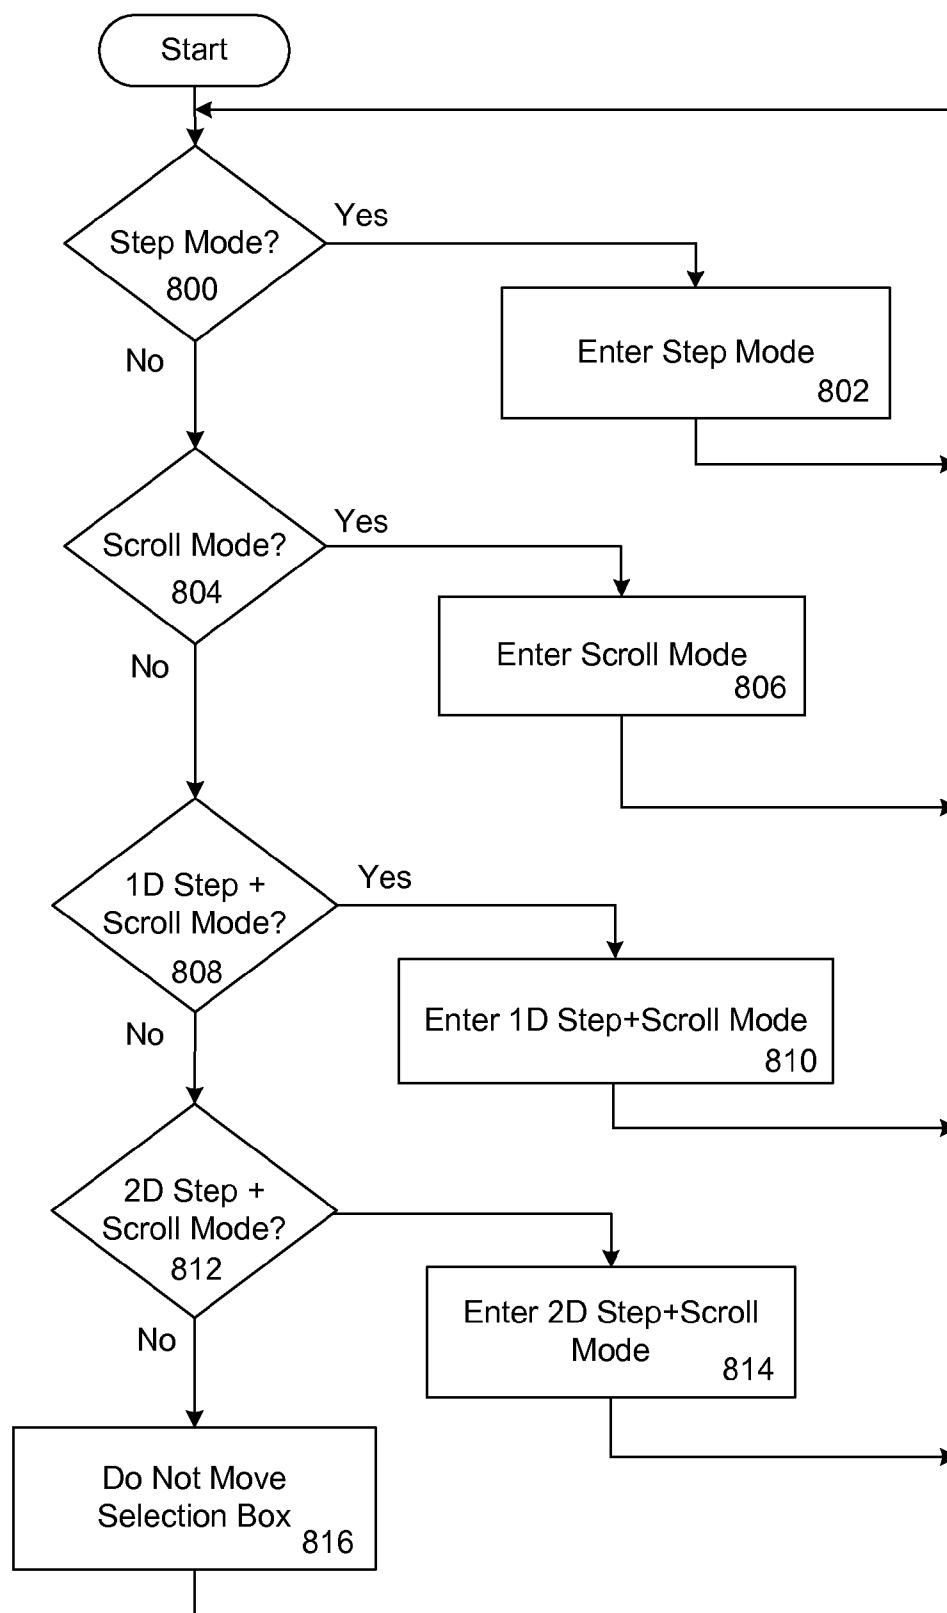 Start
Step Mode?
800
Yes
No
Enter Step Mode
802
Scroll Mode?
804
Yes
No
Enter Scroll Mode
806
1D Step +
Scroll Mode?
808
Yes
No
Enter 1D Step+Scroll Mode
810
2D Step +
Scroll Mode?
812
No
Enter 2D Step+Scroll
Mode
814
Do Not Move
Selection Box
816